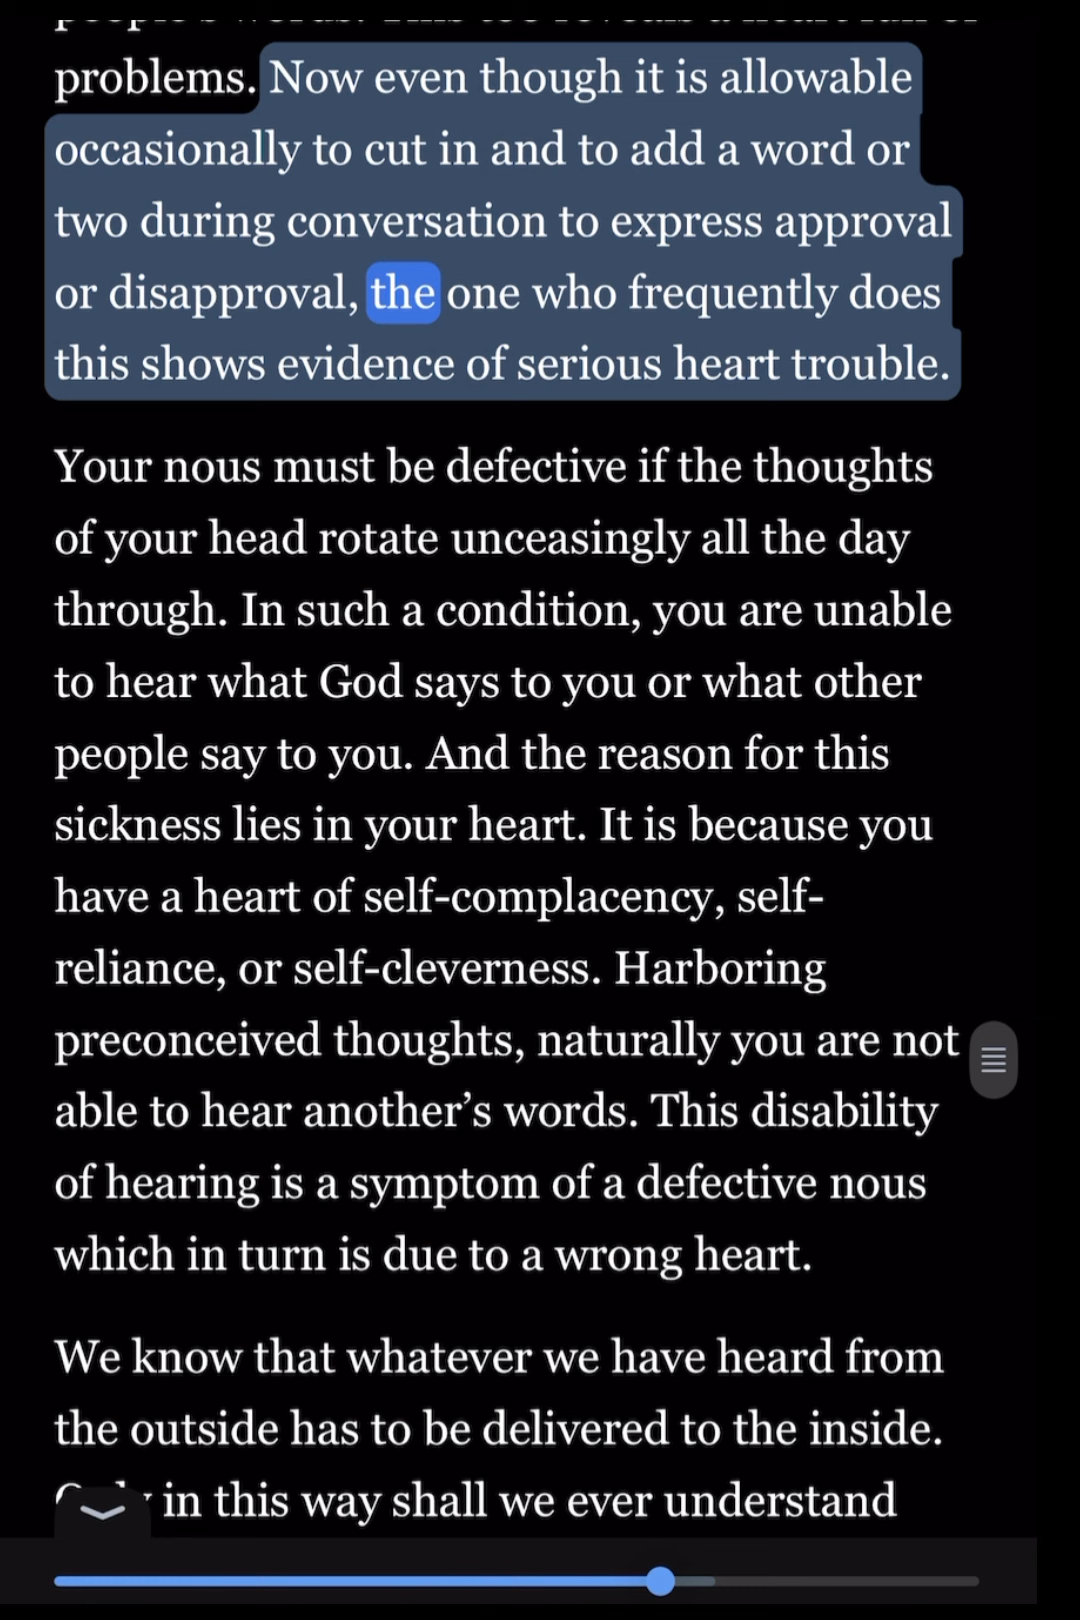 problems. Now even though it is allowable
occasionally to cut in and to add a word or
two during conversation to express approval
or disapproval, the one who frequently does
this shows evidence of serious heart trouble.
Your nous must be defective if the thoughts
of your head rotate unceasingly all the day
through. In such a condition, you are unable
to hear what God says to you or what other
people say to you. And the reason for this
sickness lies in your heart. It is because you
have a heart of self-complacency, self-
reliance, or self-cleverness. Harboring
preconceived thoughts, naturally you are not
able to hear another’s words. This disability
of hearing is a symptom of a defective nous
which in turn is due to a wrong heart.
We know that whatever we have heard from
the outside has to be delivered to the inside.
in this way shall we ever understand